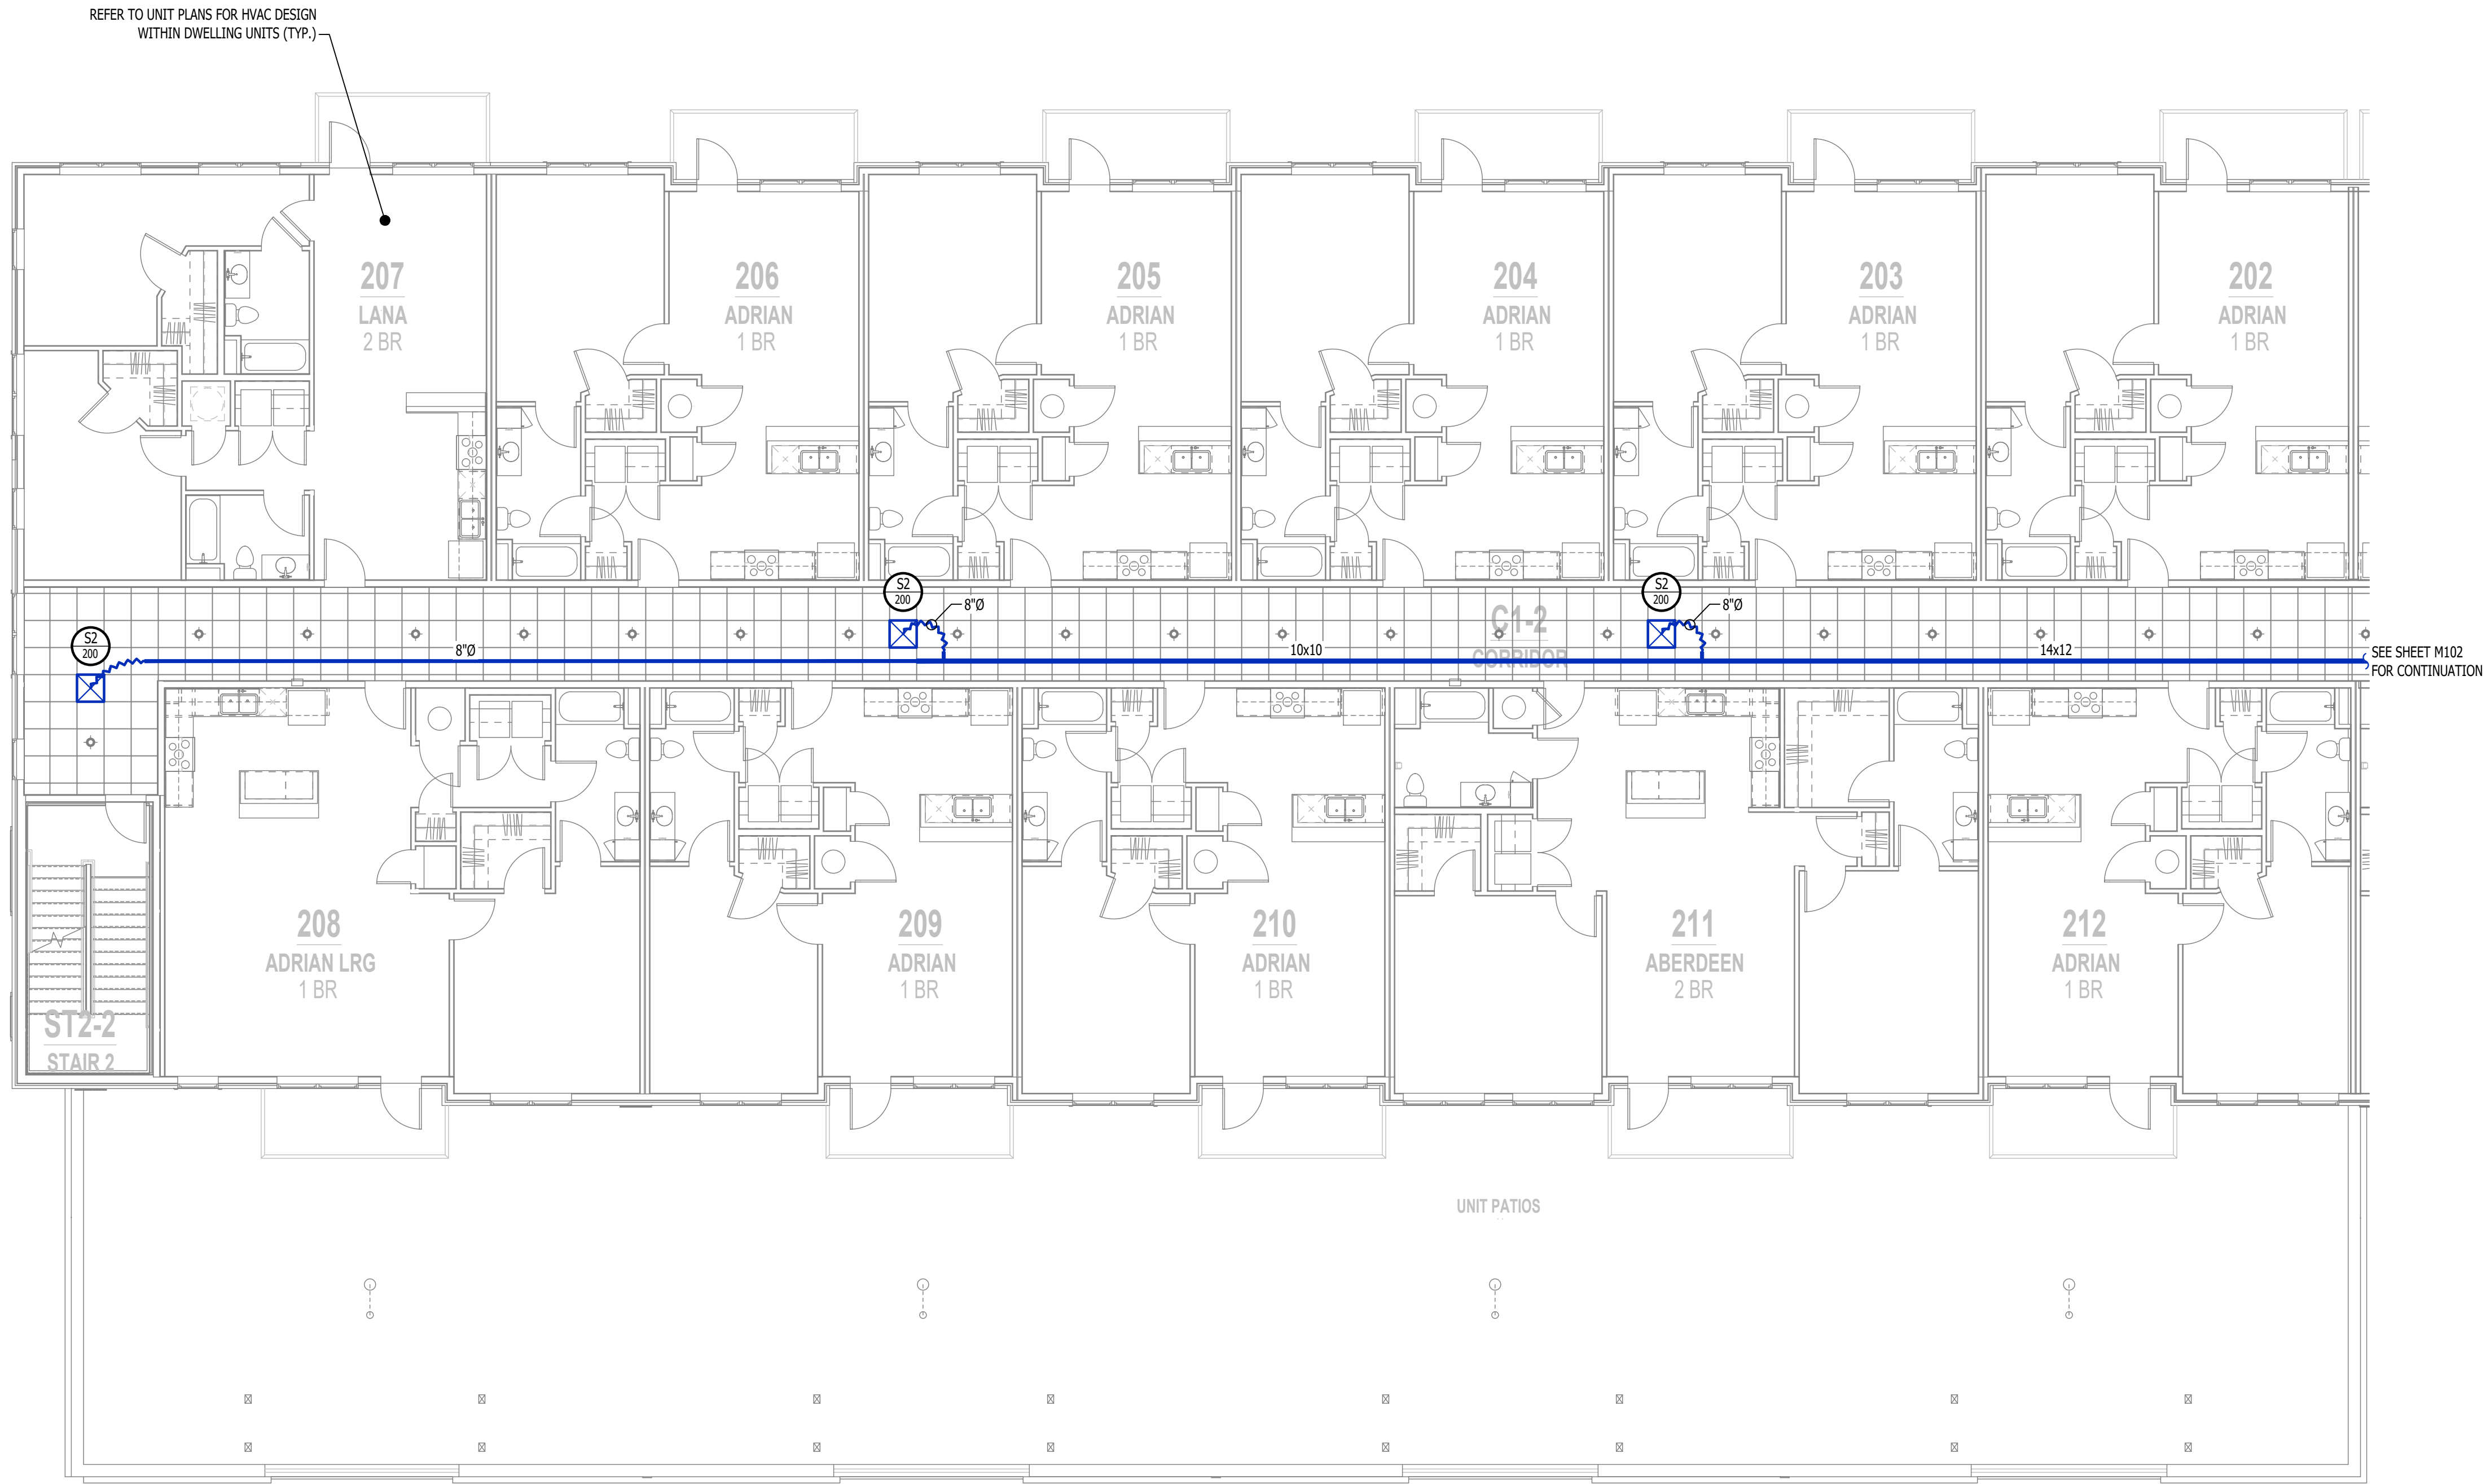 REFER TO UNIT PLANS FOR HVAC DESIGN
WITHIN DWELLING UNITS (TYP.)
207
LANA
2 BR
206
ADRIAN
1 BR
205
ADRIAN
1 BR
204
ADRIAN
1 BR
203
ADRIAN
1 BR
202
ADRIAN
1 BR
S2
200
8"Ø
S2
200
8"Ø
C1-2
CORRIDOR
S2
200
8"Ø
10x10
14x12
SEE SHEET M102
FOR CONTINUATION
208
ADRIAN LRG
1 BR
209
ADRIAN
1 BR
210
ADRIAN
1 BR
211
ABERDEEN
2 BR
212
ADRIAN
1 BR
ST2-2
STAIR 2
UNIT PATIOS